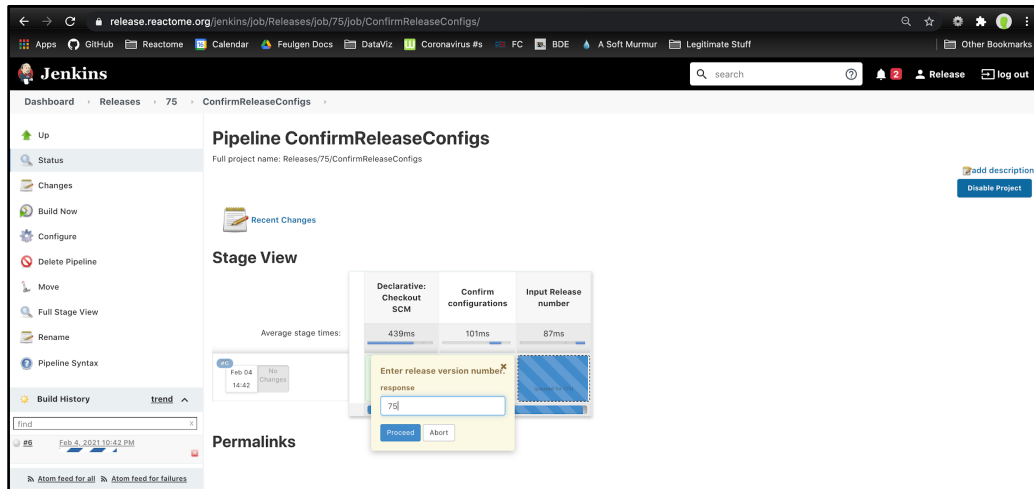 release.reactome.org/jenkins/job/Releases/job/75/job/ConfirmReleaseConfigs/
Apps GitHub Reactome Calendar Feulgen Docs DataViz Coronavirus #s FC BDE A Soft Murmur Legitimate Stuff Other Bookmarks
Jenkins search 2 Release log out
Dashboard Releases 75 ConfirmReleaseConfigs
Up
Status
Changes
Build Now
Configure
Delete Pipeline
Move
Full Stage View
Rename
Pipeline Syntax
Build History trend
find x
#6 Feb 4, 2021 10:42 PM
Atom feed for all Atom feed for failures
Pipeline ConfirmReleaseConfigs
Full project name: Releases/75/ConfirmReleaseConfigs
add description
Disable Project
Recent Changes
Stage View
Declarative:
Checkout
SCM
Confirm
configurations
Input Release
number
Average stage times:
439ms 101ms 87ms
Feb 04
14:42
No
Changes
Enter release version number.
response
75
Proceed Abort
Permalinks